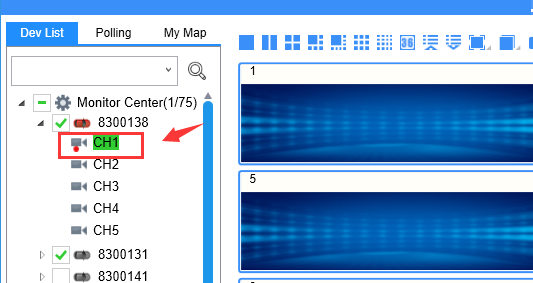 Dev List Polling My Map
36
Monitor Center(1/75)
8300138
CH1
CH2
CH3
CH4
CH5
8300131
8300141
1
5